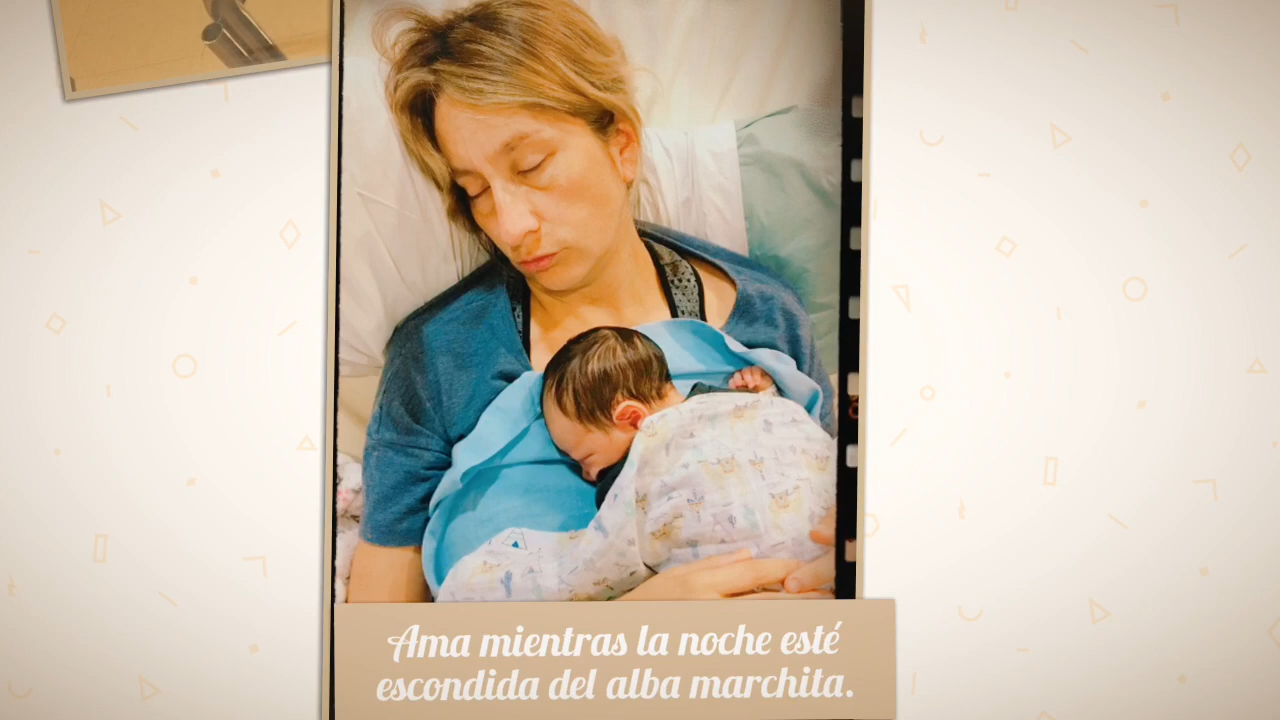 Ama mientras la noche esté
escondida del alba marchita.